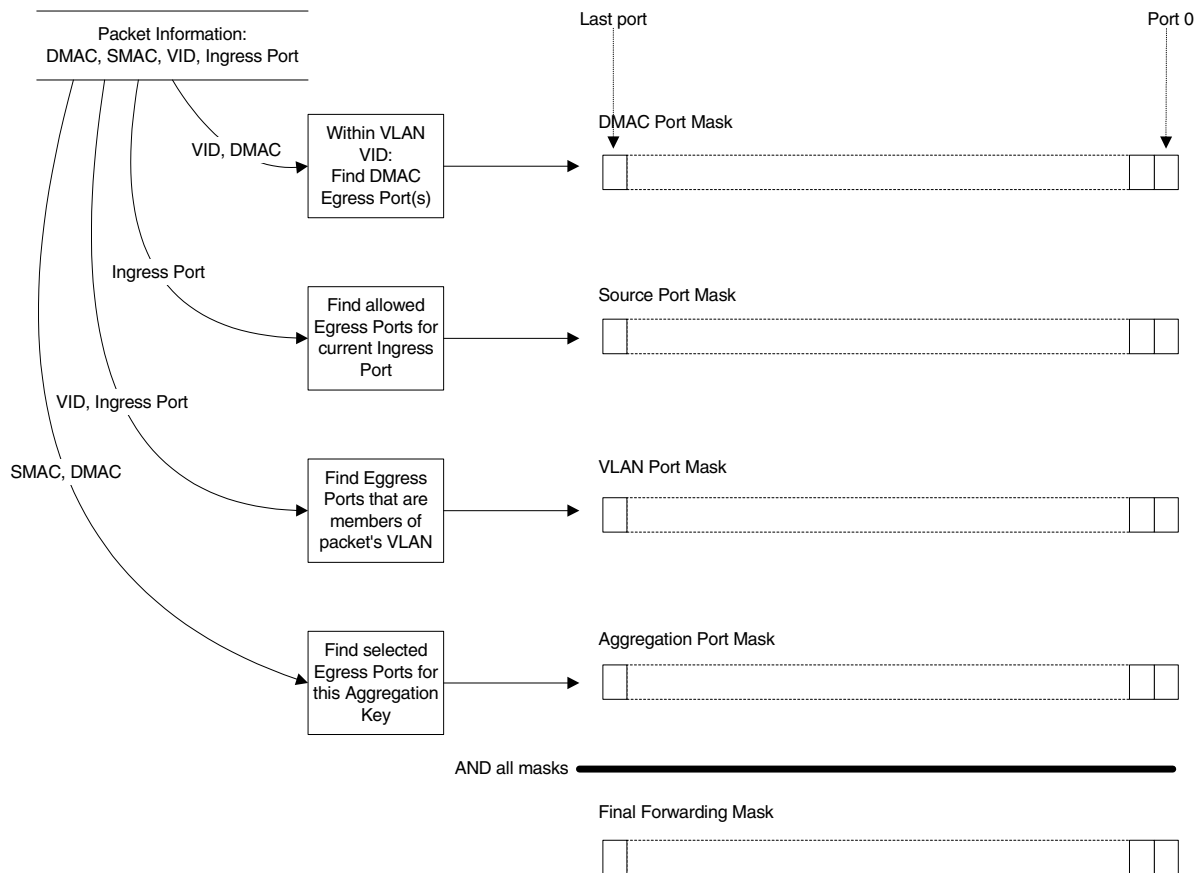 Packet Information:
DMAC, SMAC, VID, Ingress Port
Last port
Port 0
VID, DMAC
Within VLAN
VID:
Find DMAC
Egress Port(s)
DMAC Port Mask
Ingress Port
Find allowed
Egress Ports for
current Ingress
Port
Source Port Mask
VID, Ingress Port
SMAC, DMAC
Find Eggress
Ports that are
members of
packet's VLAN
VLAN Port Mask
Find selected
Egress Ports for
this Aggregation
Key
Aggregation Port Mask
AND all masks
Final Forwarding Mask